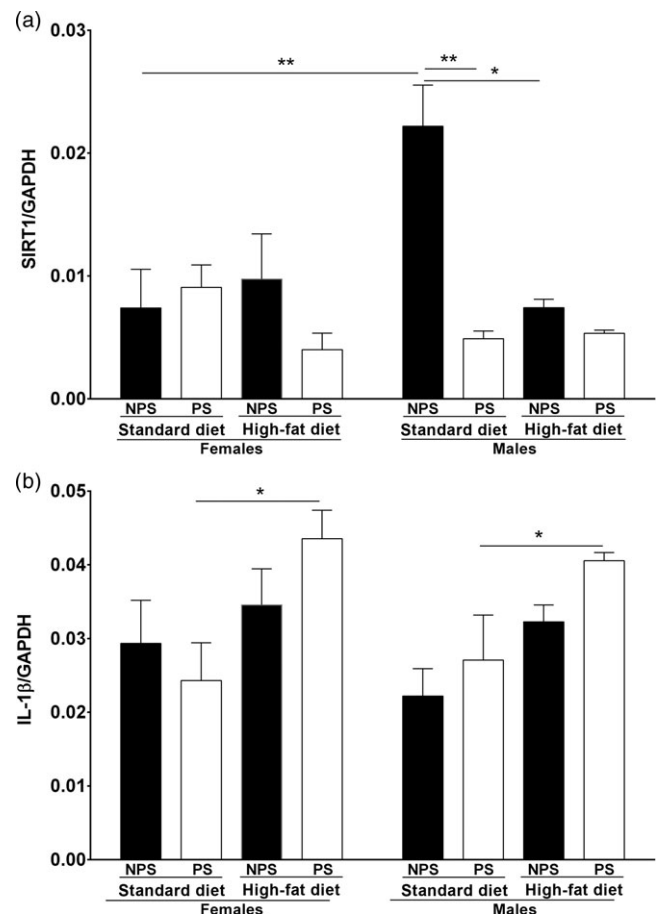 (a)
0.03
**
**
*
0.02
SIRT1/GAPDH
0.01
0.00
NPS PS NPS PS NPS PS NPS PS
Standard diet High-fat diet Standard diet High-fat diet
Females Males
(b)
0.05
*
*
0.04
0.03
IL-1β/GAPDH
0.02
0.01
0.00
NPS PS NPS PS NPS PS NPS PS
Standard diet High-fat diet Standard diet High-fat diet
Females Males